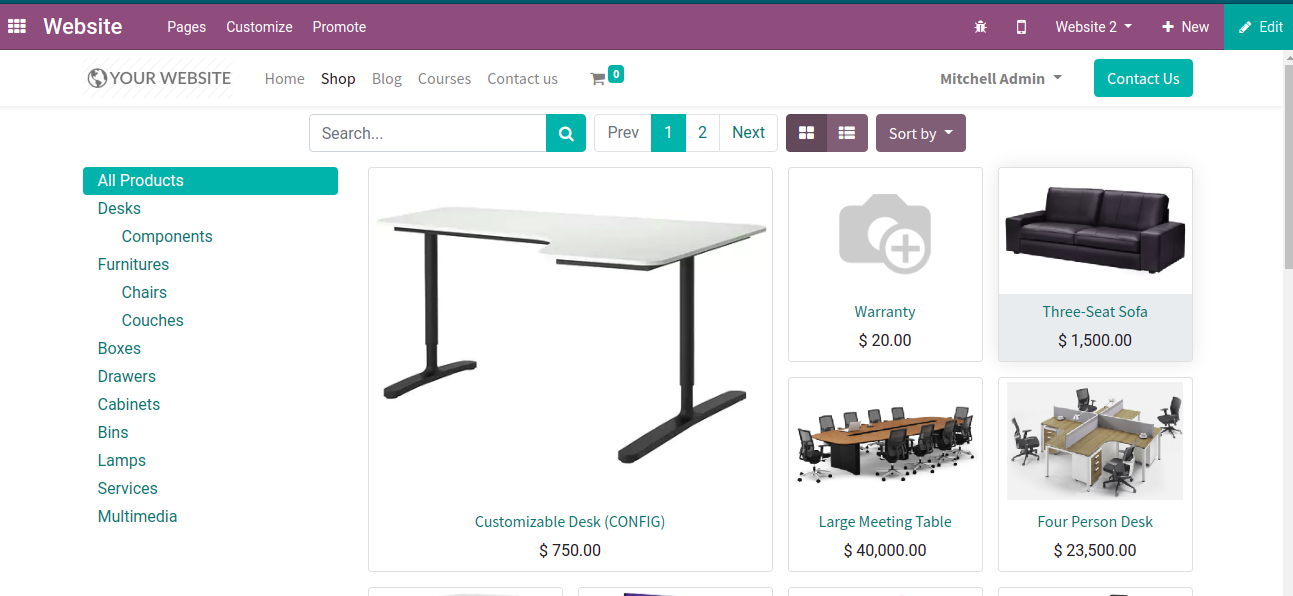 Website Pages Customize Promote Website 2 New Edit
YOUR WEBSITE Home Shop Blog Courses Contact us 0 Mitchell Admin Contact Us
Search... Prev 1 2 Next Sort by
All Products
Desks
Components
Furnitures
Chairs
Couches
Boxes
Drawers
Cabinets
Bins
Lamps
Services
Multimedia
Warranty
$ 20.00
Three-Seat Sofa
$ 1,500.00
Customizable Desk (CONFIG)
$ 750.00
Large Meeting Table
$ 40,000.00
Four Person Desk
$ 23,500.00